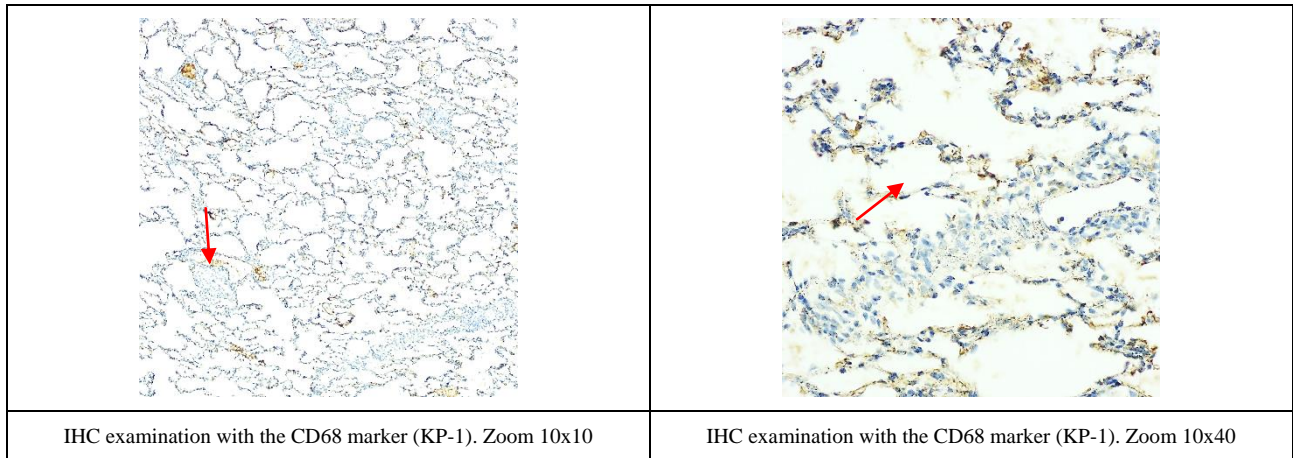 IHC examination with the CD68 marker (KP-1). Zoom 10x10
IHC examination with the CD68 marker (KP-1). Zoom 10x40